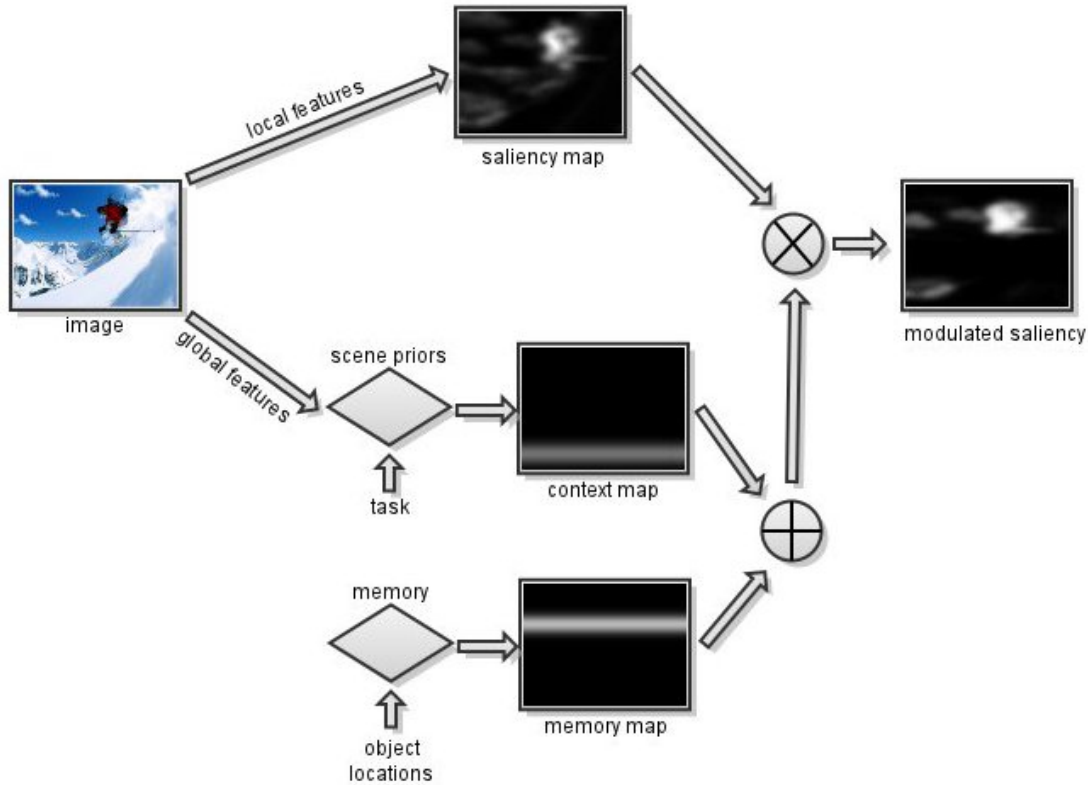 local features
saliency map
image
modulated saliency
global features
scene priors
task
context map
memory
memory map
object
locations